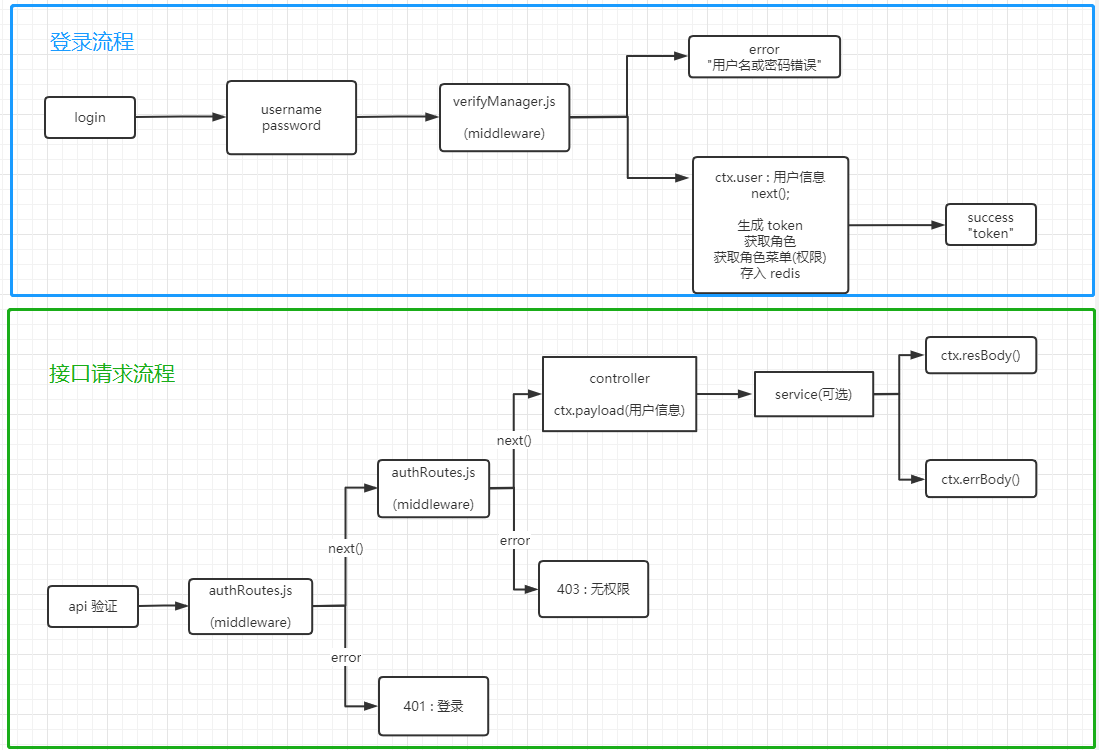 登录流程
login
username
password
verifyManager.js
(middleware)
error
"用户名或密码错误"
ctx.user : 用户信息
next();
生成 token
获取角色
获取角色菜单(权限)
存入 redis
success
"token"
接口请求流程
api 验证
authRoutes.js
(middleware)
next()
error
401 : 登录
authRoutes.js
(middleware)
next()
error
403 : 无权限
controller
ctx.payload(用户信息)
service(可选)
ctx.resBody()
ctx.errBody()